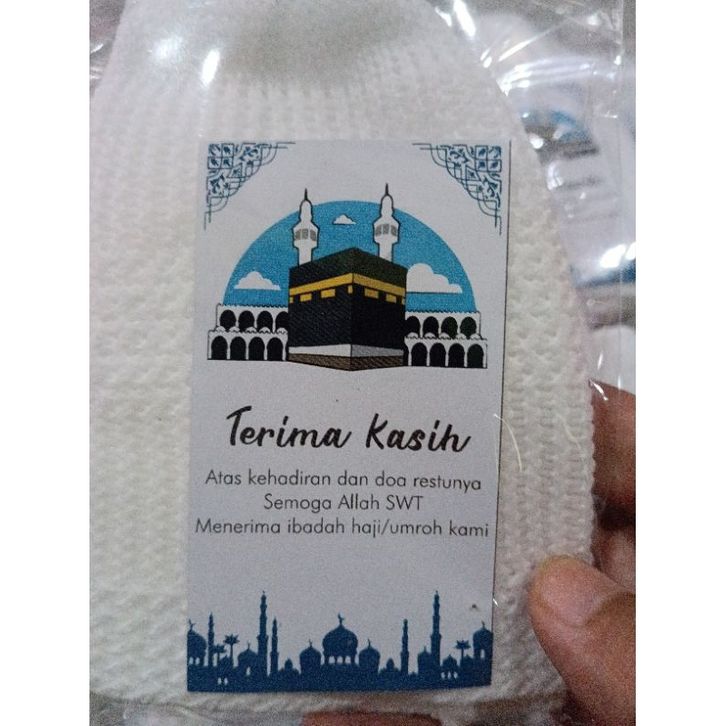 Terima Kasih
Atas kehadiran dan doa restunya
Semoga Allah SWT
Menerima ibadah haji/umroh kami